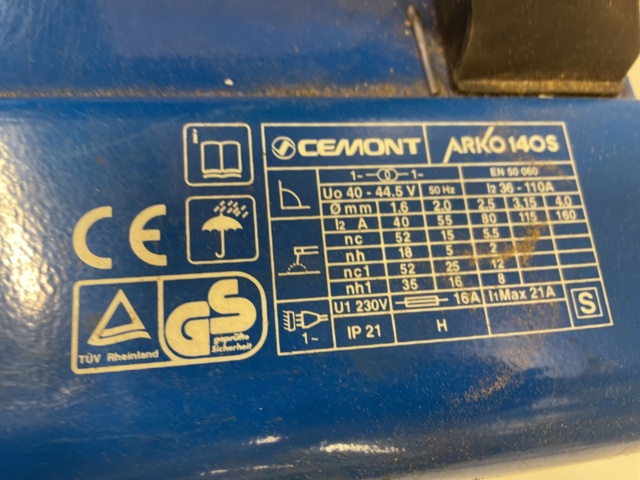 i
CEMONT ARKO 140S
1~ 1~ EN 50 060
Uo 40 - 44.5 V 50 Hz I2 36 - 110A
Ø mm 1,6 2.0 2.5 3,15 4.0
I2 A 40 55 80 115 160
nc 52 15 5.5
nh 18 5 2
nc1 52 25 12
nh1 35 16 8
1~ U1 230V 16A I1Max 21A S
IP 21 H
CE
TÜV Rheinland
GS
geprüfte
Sicherheit